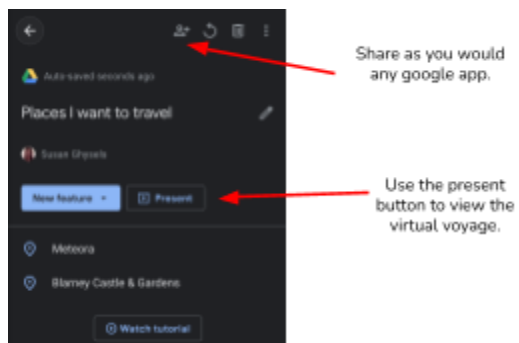 Share as you would
any google app.
Auto-saved seconds ago
Places I want to travel
Susan Ghysels
New feature
Present
Use the present
button to view the
virtual voyage.
Meteora
Blarney Castle & Gardens
Watch tutorial